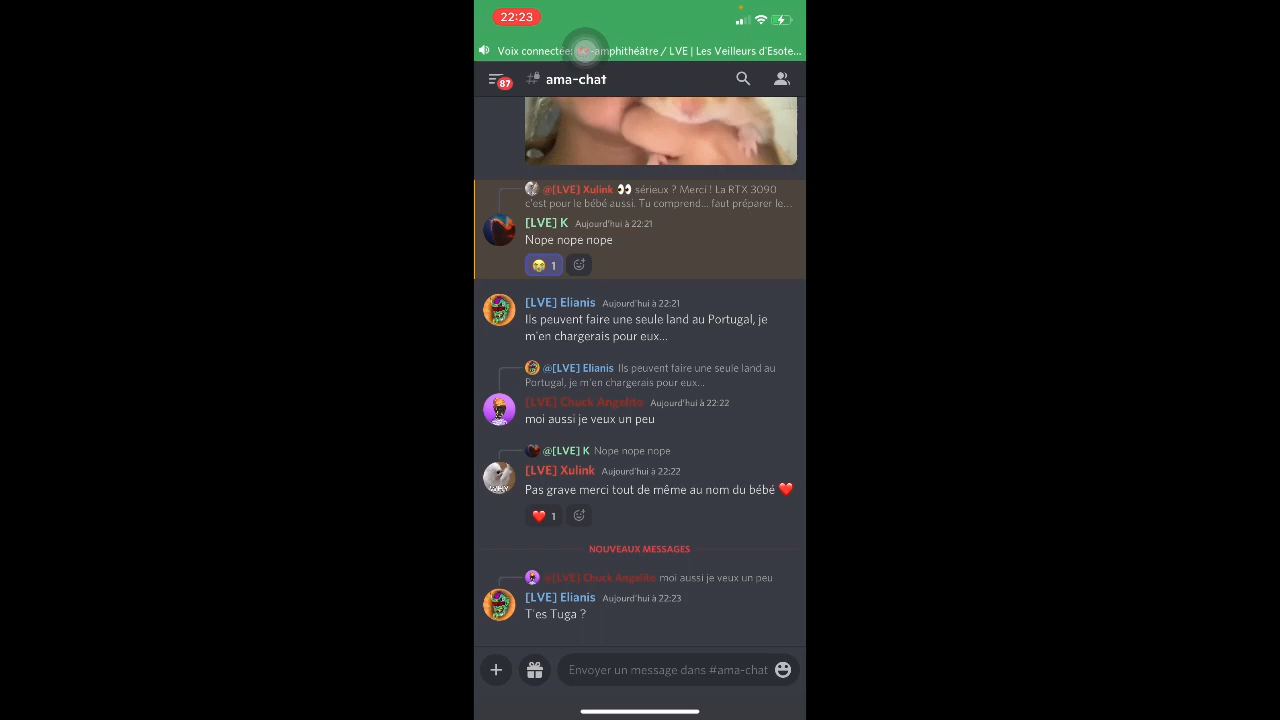 22:23
Voix connectée: -amphithéâtre / LVE | Les Veilleurs d'Esote...
87
ama-chat
@[LVE] Xulink 👀 sérieux ? Merci ! La RTX 3090
c'est pour le bébé aussi. Tu comprend... faut préparer le...
[LVE] K Aujourd'hui à 22:21
Nope nope nope
😭 1
[LVE] Elianis Aujourd'hui à 22:21
Ils peuvent faire une seule land au Portugal, je
m'en chargerais pour eux...
@[LVE] Elianis Ils peuvent faire une seule land au
Portugal, je m'en chargerais pour eux...
[LVE] Chuck Angelito Aujourd'hui à 22:22
moi aussi je veux un peu
@[LVE] K Nope nope nope
[LVE] Xulink Aujourd'hui à 22:22
Pas grave merci tout de même au nom du bébé ❤️
❤️ 1
NOUVEAUX MESSAGES
@[LVE] Chuck Angelito moi aussi je veux un peu
[LVE] Elianis Aujourd'hui à 22:23
T'es Tuga ?
Envoyer un message dans #ama-chat